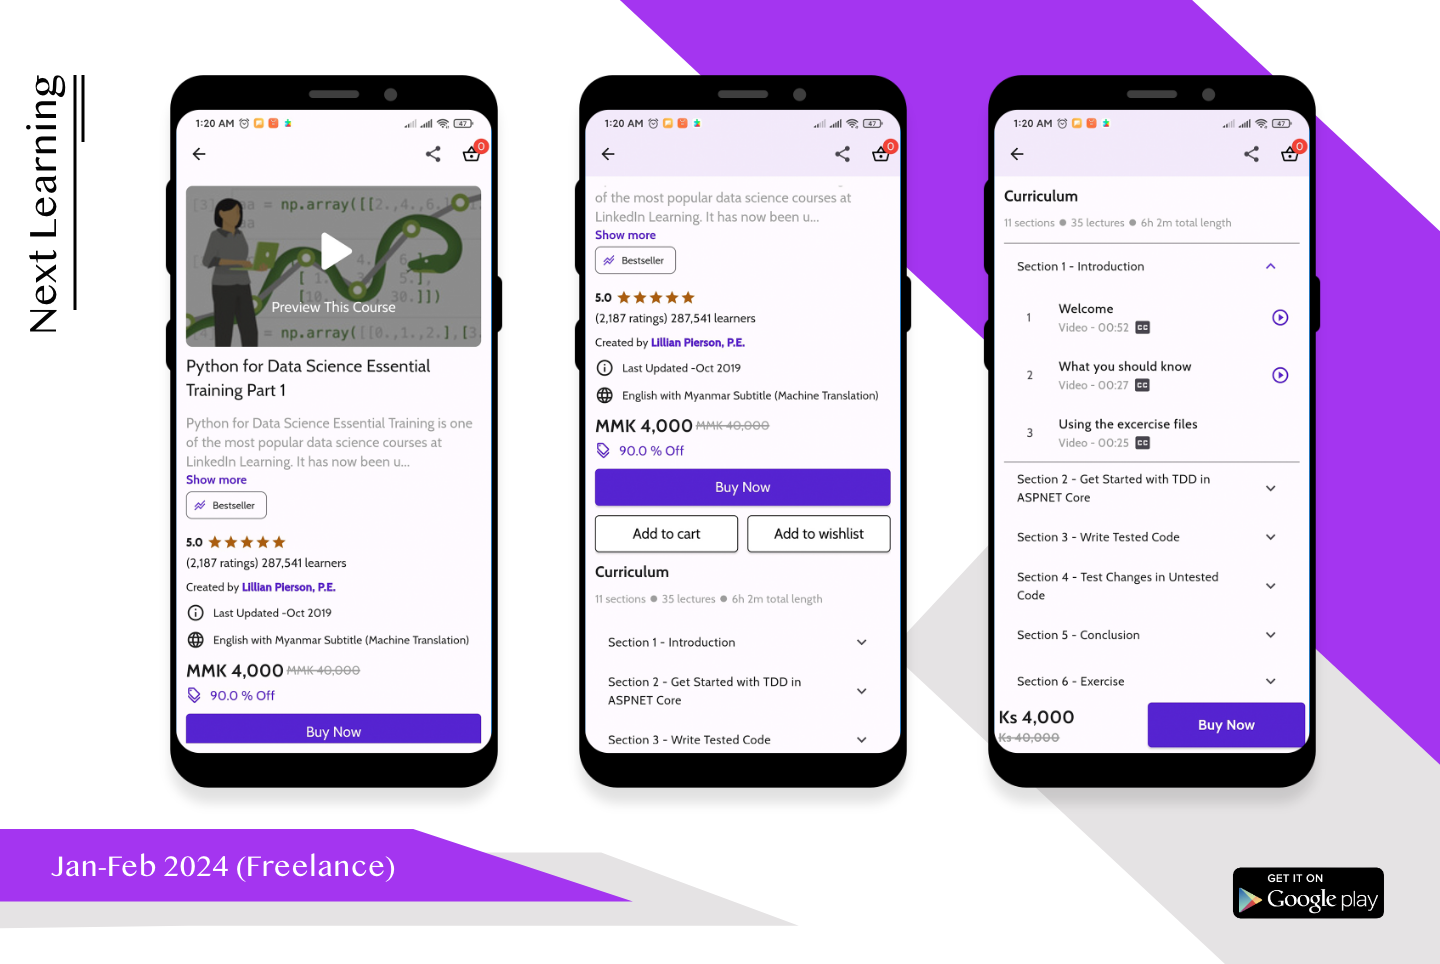 Next Learning
1:20 AM
47
0
np.array([[2.,4.,6.
Preview This Course
= np.array([[0.,1.,2.],[3.
Python for Data Science Essential
Training Part 1
Python for Data Science Essential Training is one
of the most popular data science courses at
LinkedIn Learning. It has now been u...
Show more
Bestseller
5.0
(2,187 ratings) 287,541 learners
Created by Lillian Pierson, P.E.
Last Updated -Oct 2019
English with Myanmar Subtitle (Machine Translation)
MMK 4,000 MMK 40,000
90.0 % Off
Buy Now
1:20 AM
47
0
of the most popular data science courses at
LinkedIn Learning. It has now been u...
Show more
Bestseller
5.0
(2,187 ratings) 287,541 learners
Created by Lillian Pierson, P.E.
Last Updated -Oct 2019
English with Myanmar Subtitle (Machine Translation)
MMK 4,000 MMK 40,000
90.0 % Off
Buy Now
Add to cart
Add to wishlist
Curriculum
11 sections ● 35 lectures ● 6h 2m total length
Section 1 - Introduction
Section 2 - Get Started with TDD in
ASPNET Core
Section 3 - Write Tested Code
1:20 AM
47
0
Curriculum
11 sections ● 35 lectures ● 6h 2m total length
Section 1 - Introduction
1
Welcome
Video - 00:52 CC
2
What you should know
Video - 00:27 CC
3
Using the excercise files
Video - 00:25 CC
Section 2 - Get Started with TDD in
ASPNET Core
Section 3 - Write Tested Code
Section 4 - Test Changes in Untested
Code
Section 5 - Conclusion
Section 6 - Exercise
Ks 4,000
Ks 40,000
Buy Now
Jan-Feb 2024 (Freelance)
GET IT ON
Google play